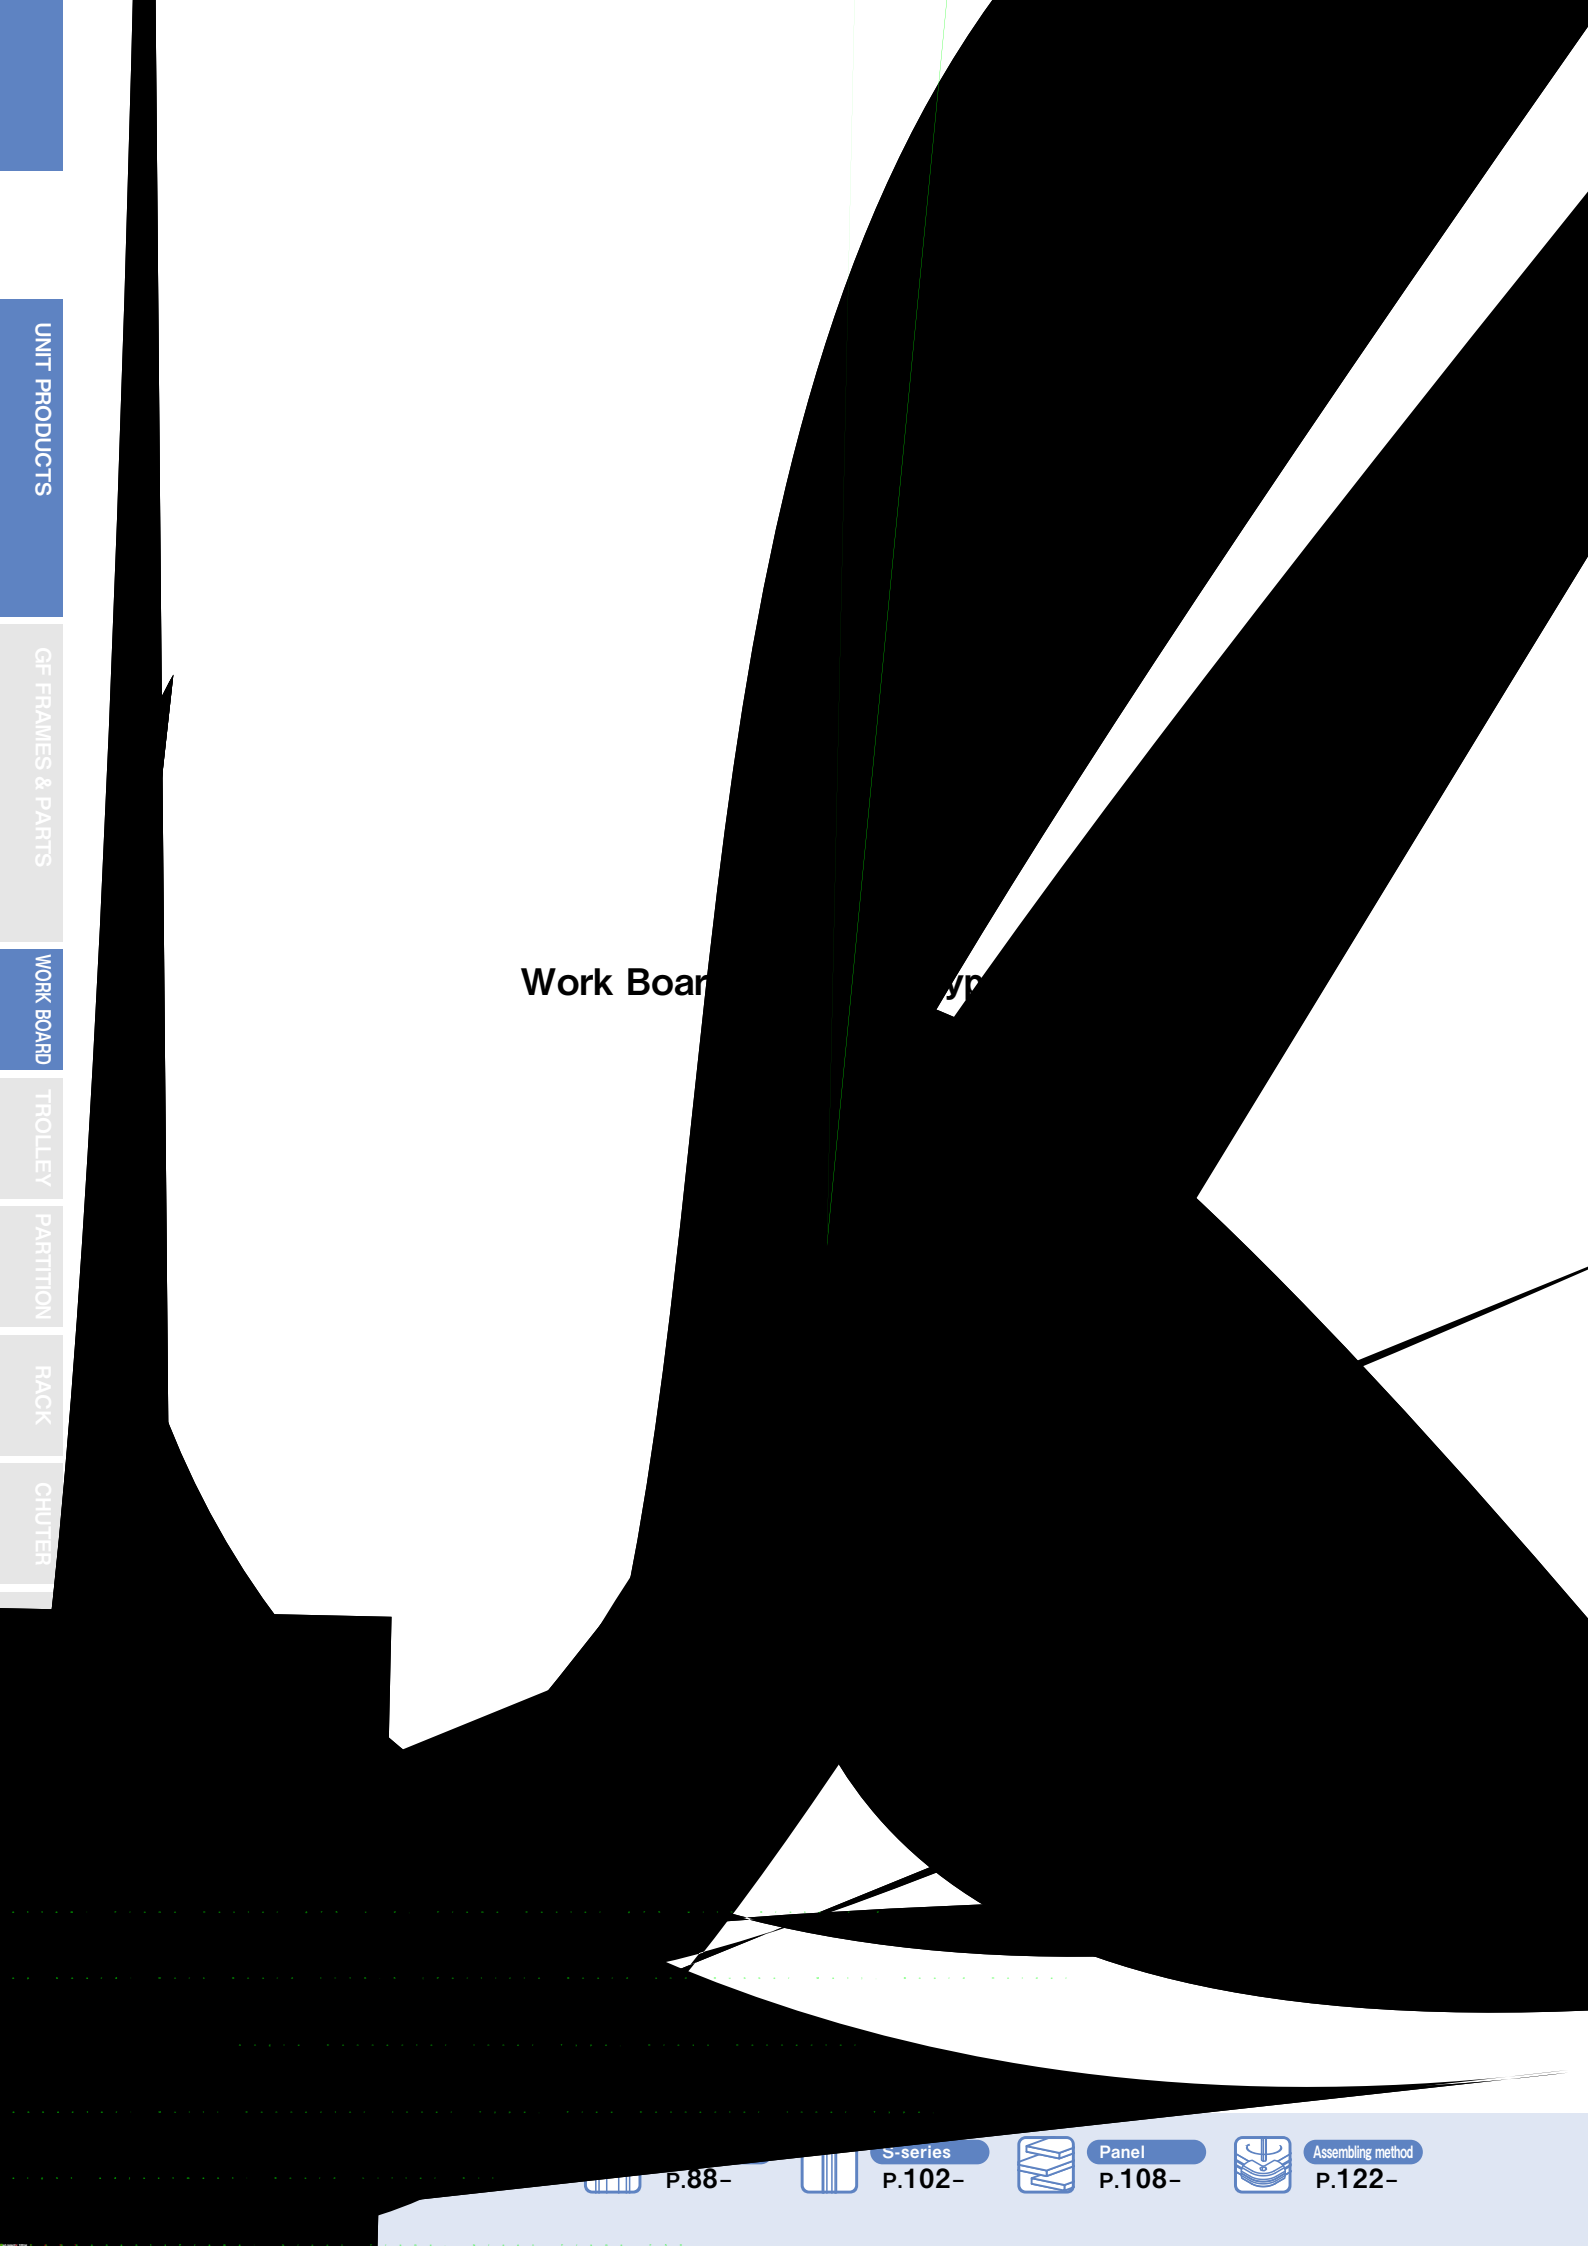 UNIT PRODUCTS
GF FRAMES & PARTS
WORK BOARD
TROLLEY
PARTITION
RACK
CHUTER
Work
S-series
Panel
Assembling method
P.88–
P.102–
P.108–
P.122–